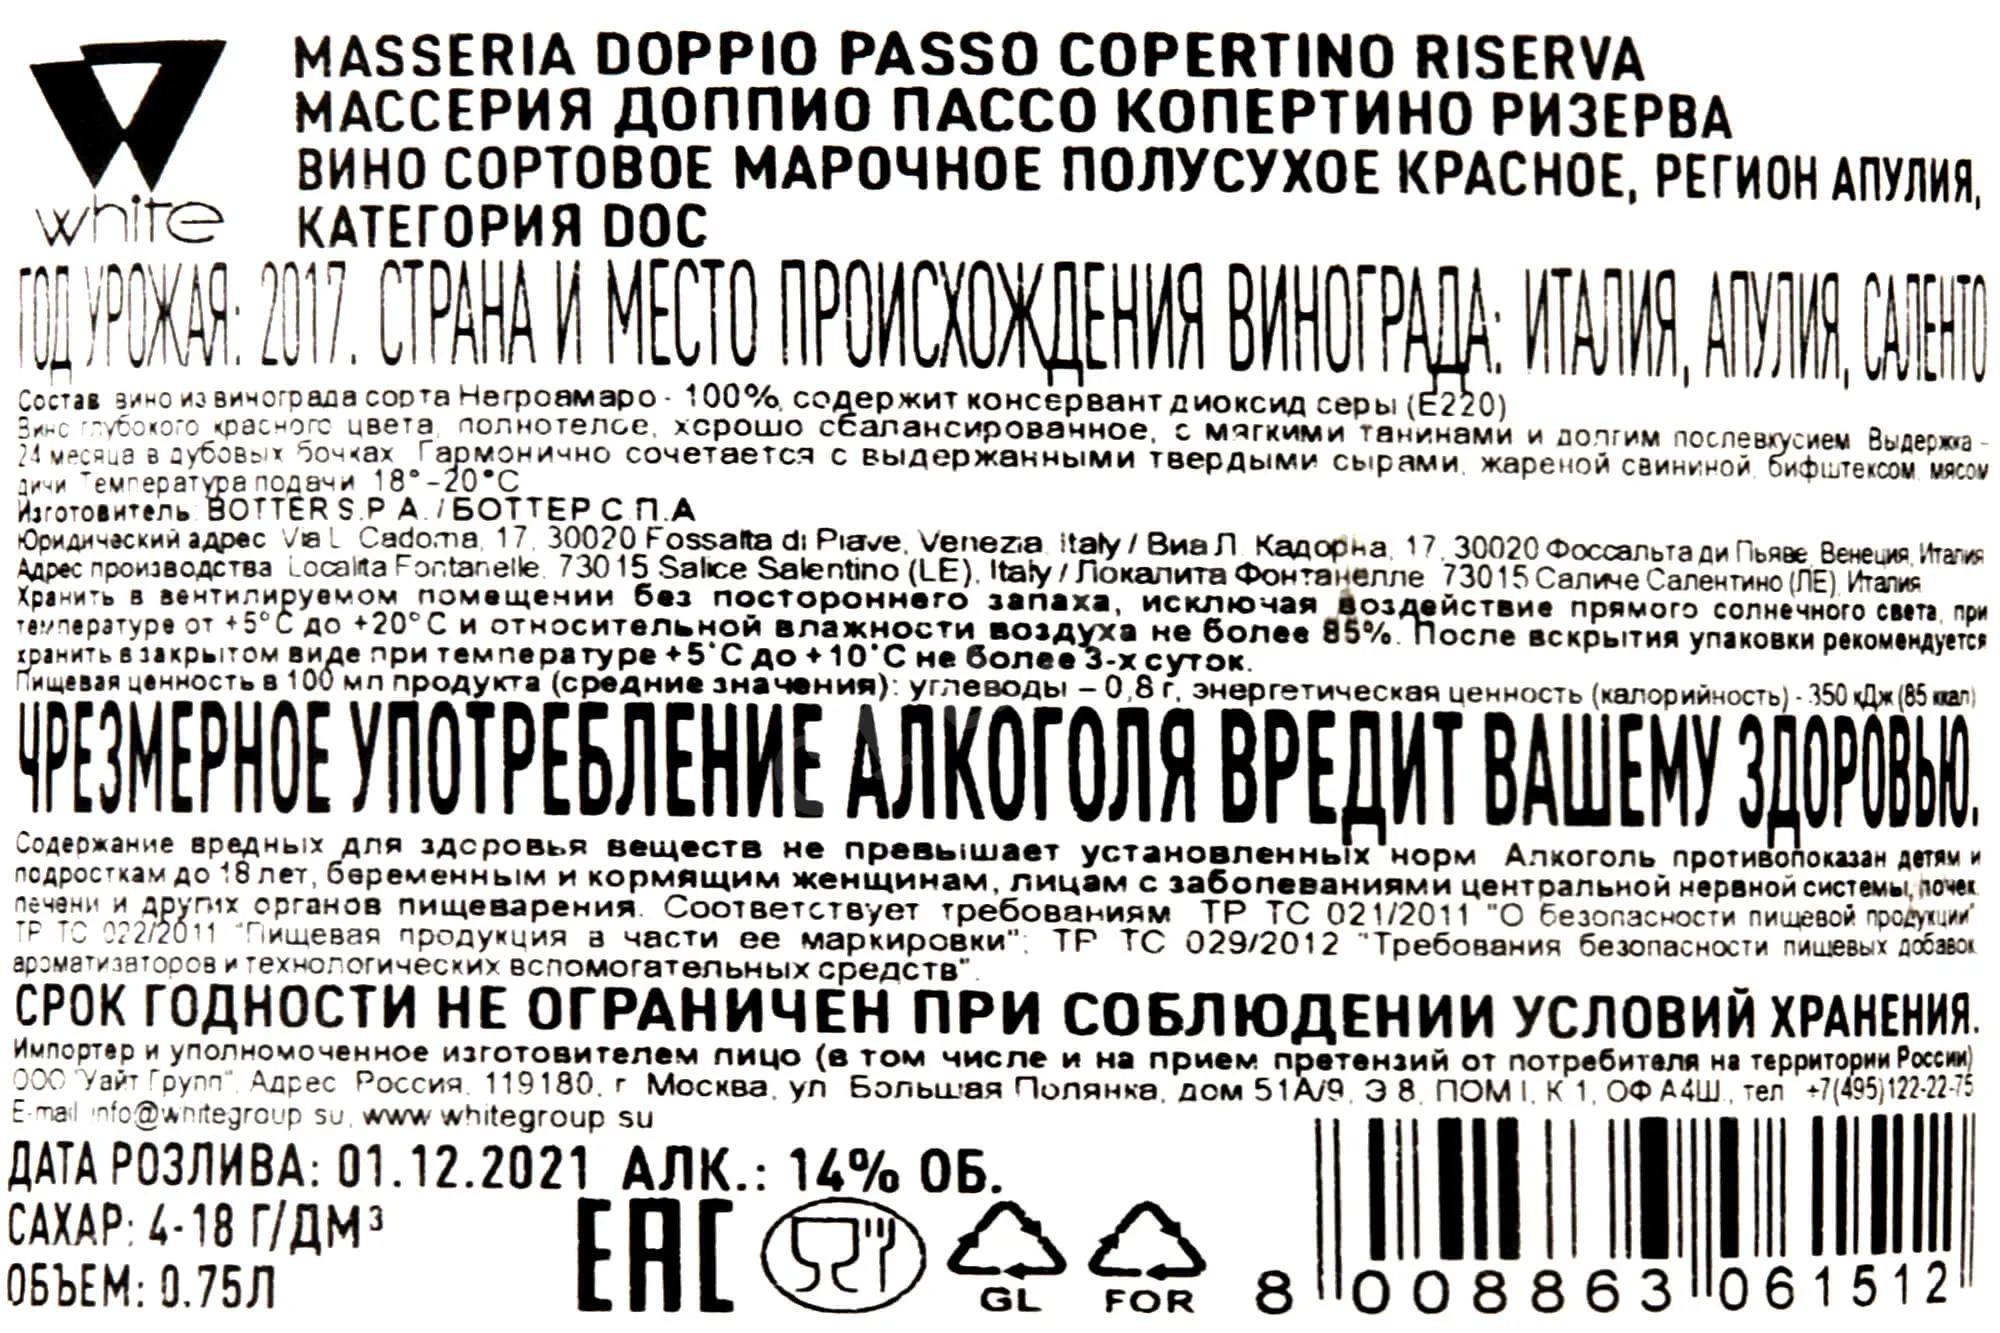 white
MASSERIA DOPPIO PASSO COPERTINO RISERVA
МАССЕРИЯ ДОППИО ПАССО КОПЕРТИНО РИЗЕРВА
ВИНО СОРТОВОЕ МАРОЧНОЕ ПОЛУСУХОЕ КРАСНОЕ, РЕГИОН АПУЛИЯ,
КАТЕГОРИЯ DOC
ГОД УРОЖАЯ: 2017. СТРАНА И МЕСТО ПРОИСХОЖДЕНИЯ ВИНОГРАДА: ИТАЛИЯ, АПУЛИЯ, САЛЕНТО
Состав вино из винограда сорта Негроамаро - 100%, содержит консервант диоксид серы (Е220)
Вино глубокого красного цвета, полнотелое, хорошо сбалансированное, с мягкими танинами и долгим послевкусием Выдержка -
24 месяца в дубовых бочках Гармонично сочетается с выдержанными твердыми сырами, жареной свининой, бифштексом, мясом
дичи Температура подачи 18°-20°С
Изготовитель BOTTER S.P.A. / БОТТЕР С.П.А
Юридический адрес Via L Cadorna, 17, 30020 Fossalta di Piave, Venezia, Italy / Виа Л. Кадорна, 17, 30020 Фоссальта ди Пьяве, Венеция, Италия
Адрес производства Localita Fontanelle, 73015 Salice Salentino (LE), Italy / Локалита Фонтанелле, 73015 Саличе Салентино (ЛЕ), Италия
Хранить в вентилируемом помещении без постороннего запаха, исключая воздействие прямого солнечного света, при
температуре от +5°С до +20°С и относительной влажности воздуха не более 85%. После вскрытия упаковки рекомендуется
хранить в закрытом виде при температуре +5°С до +10°С не более 3-х суток.
Пищевая ценность в 100 мл продукта (средние значения): углеводы – 0,8 г, энергетическая ценность (калорийность) - 350 кДж (85 ккал)
ЧРЕЗМЕРНОЕ УПОТРЕБЛЕНИЕ АЛКОГОЛЯ ВРЕДИТ ВАШЕМУ ЗДОРОВЬЮ.
Содержание вредных для здоровья веществ не превышает установленных норм Алкоголь противопоказан детям и
подросткам до 18 лет, беременным и кормящим женщинам, лицам с заболеваниями центральной нервной системы, почек,
печени и других органов пищеварения. Соответствует требованиям ТР ТС 021/2011 "О безопасности пищевой продукции"
ТР ТС 022/2011 "Пищевая продукция в части ее маркировки"; ТР ТС 029/2012 "Требования безопасности пищевых добавок,
ароматизаторов и технологических вспомогательных средств".
СРОК ГОДНОСТИ НЕ ОГРАНИЧЕН ПРИ СОБЛЮДЕНИИ УСЛОВИЙ ХРАНЕНИЯ.
Импортер и уполномоченное изготовителем лицо (в том числе и на прием претензий от потребителя на территории России)
ООО "Уайт Групп". Адрес Россия, 119180, г Москва, ул Большая Полянка, дом 51А/9, Э 8, ПОМ I, К 1, ОФ А4Ш, тел +7(495)122-22-75
E-mail info@whitegroup su, www whitegroup su
ДАТА РОЗЛИВА: 01.12.2021 АЛК.: 14% ОБ.
САХАР: 4-18 Г/ДМ³
ОБЪЕМ: 0.75Л
EAC
GL
FOR
8 008863 061512